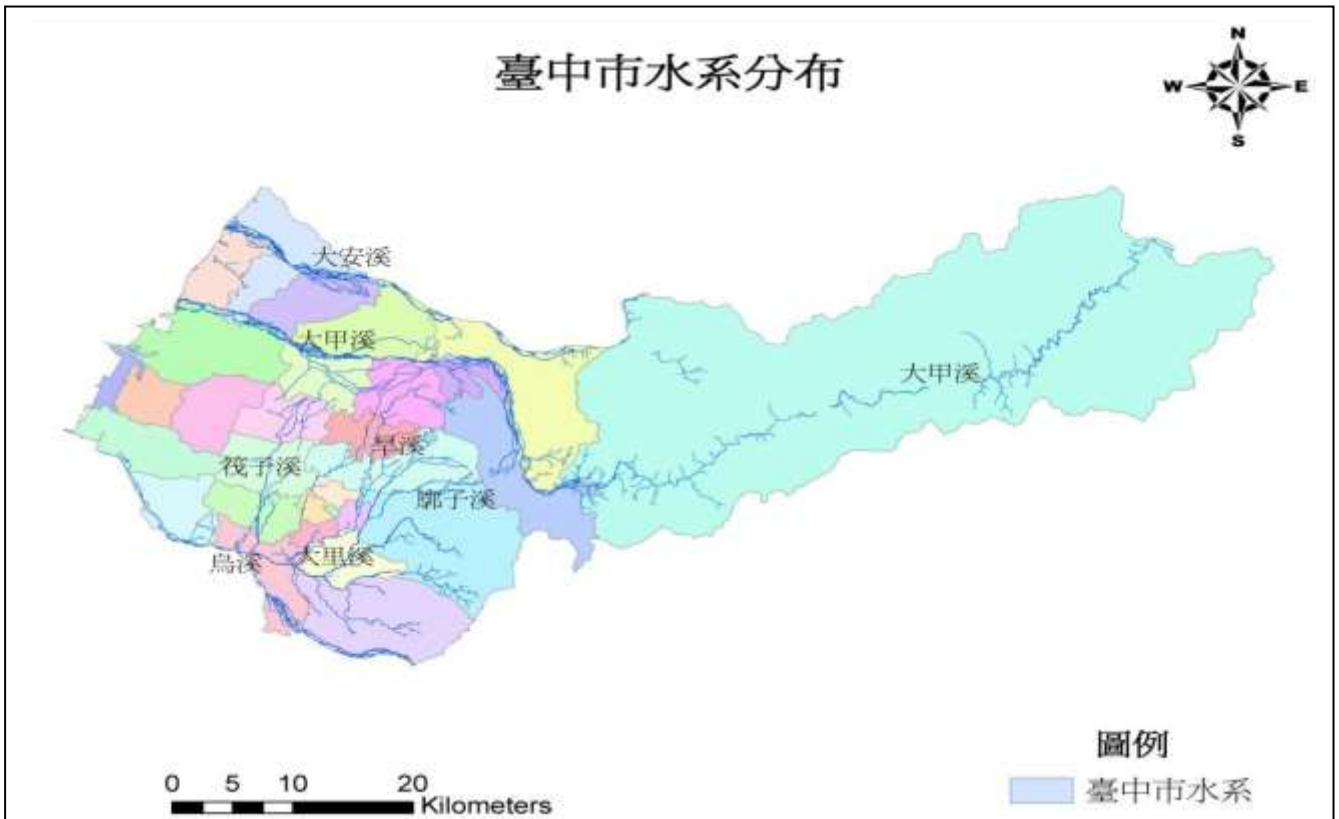 臺中市水系分布
N
W E
S
大安溪
大甲溪
大甲溪
旱溪
筏子溪
廍子溪
烏溪
大里溪
圖例
臺中市水系
0 5 10 20
Kilometers